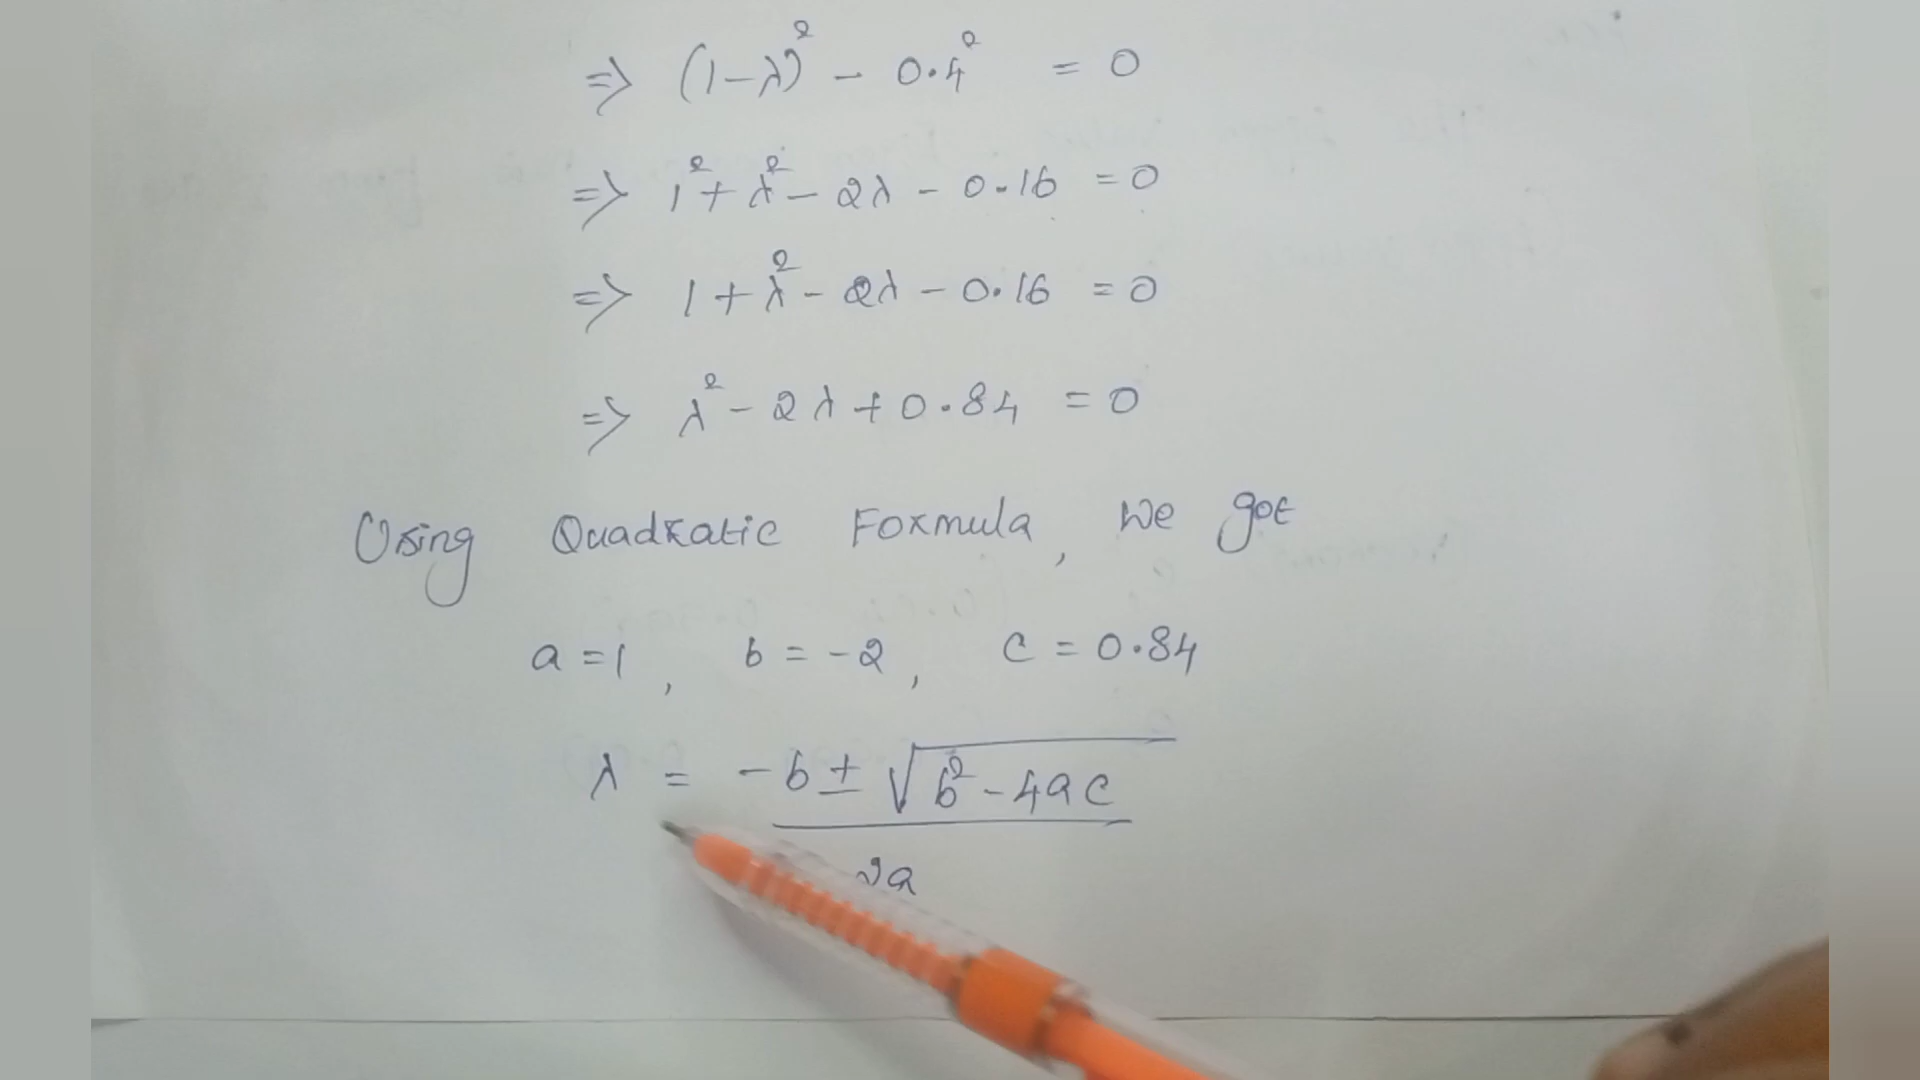 => (1-λ)² - 0.4² = 0
=> 1² + λ² - 2λ - 0.16 = 0
=> 1 + λ² - 2λ - 0.16 = 0
=> λ² - 2λ + 0.84 = 0
Using Quadratic Formula, we get
a = 1, b = -2, c = 0.84
λ = -b ± √(b² - 4ac)
2a